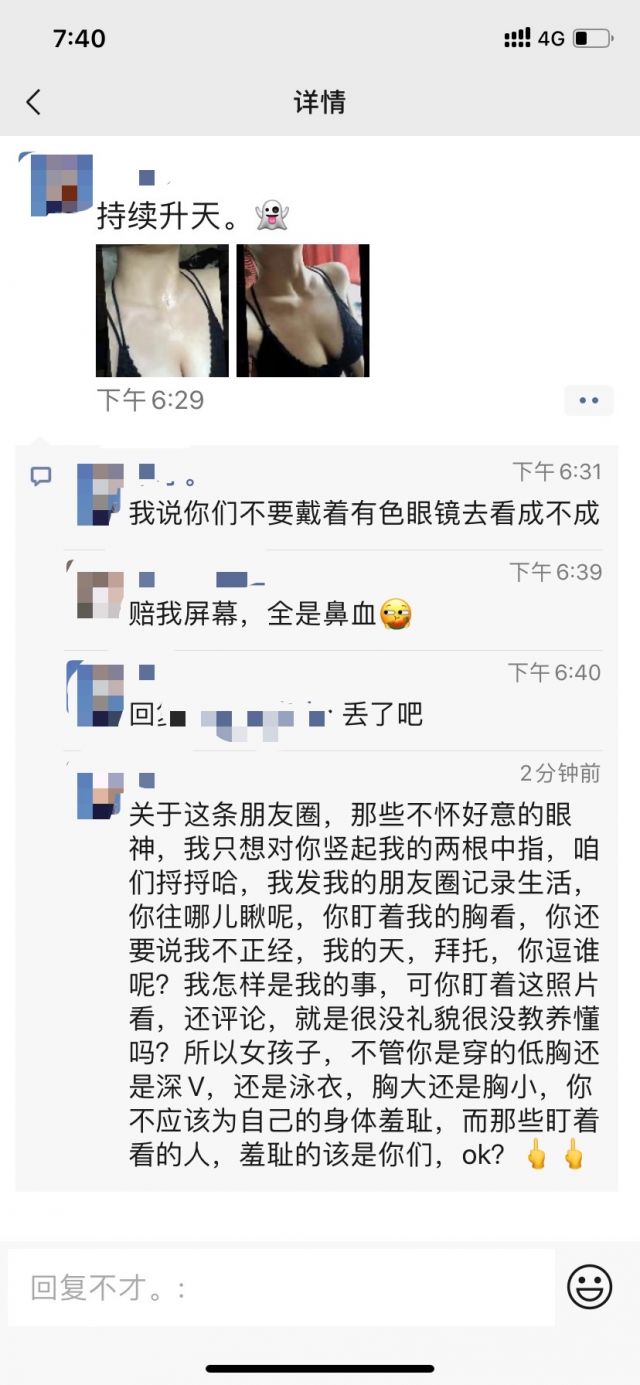 7:40
4G
详情
持续升天。👻
下午6:29
下午6:31
我说你们不要戴着有色眼镜去看成不成
下午6:39
赔我屏幕，全是鼻血
下午6:40
丢了吧
2分钟前
关于这条朋友圈，那些不怀好意的眼
神，我只想对你竖起我的两根中指，咱
们捋捋哈，我发我的朋友圈记录生活，
你往哪儿瞅呢，你盯着我的胸看，你还
要说我不正经，我的天，拜托，你逗谁
呢？我怎样是我的事，可你盯着这照片
看，还评论，就是很没礼貌很没教养懂
吗？所以女孩子，不管你是穿的低胸还
是深V，还是泳衣，胸大还是胸小，你
不应该为自己的身体羞耻，而那些盯着
看的人，羞耻的该是你们，ok？🖕🖕
回复不才。: